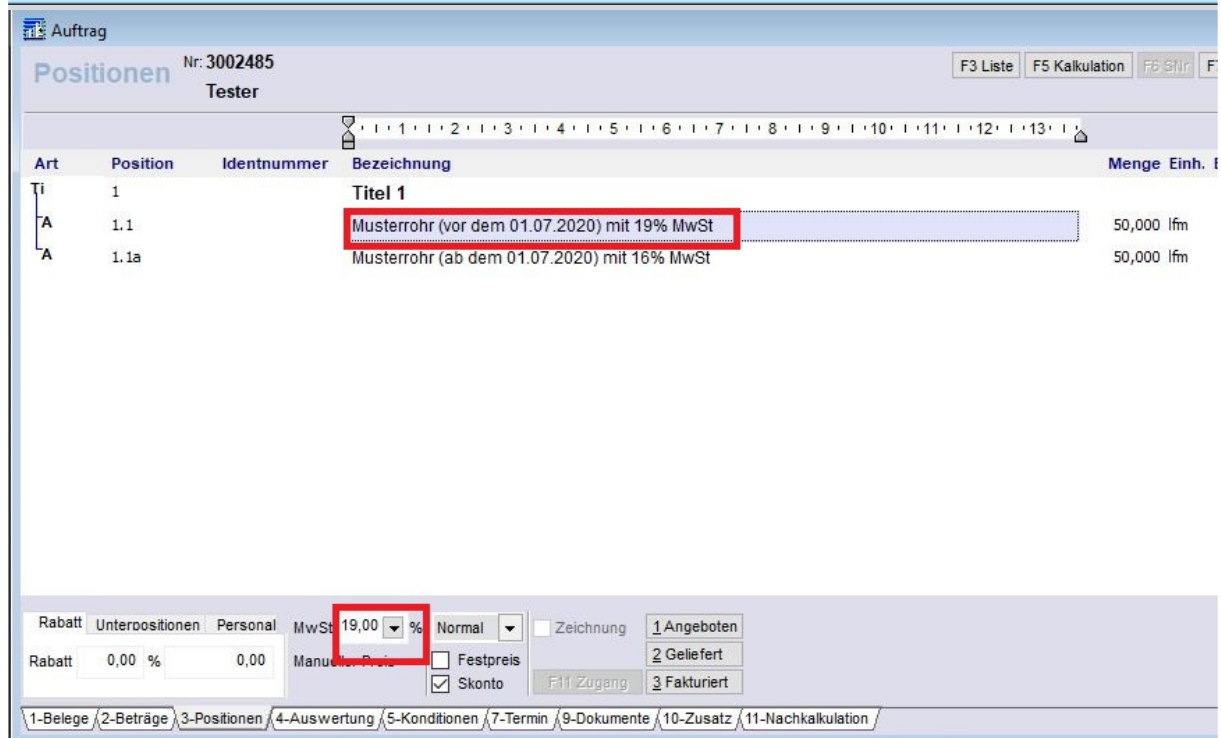 Auftrag
Positionen Nr: 3002485
Tester
F3 Liste F5 Kalkulation F6 SNr
1 2 3 4 5 6 7 8 9 10 11 12 13
Art Position Identnummer Bezeichnung Menge Einh.
Ti 1 Titel 1
A 1.1 Musterrohr (vor dem 01.07.2020) mit 19% MwSt 50,000 lfm
A 1.1a Musterrohr (ab dem 01.07.2020) mit 16% MwSt 50,000 lfm
Rabatt Unterpositionen Personal MwSt 19,00 % Normal Zeichnung 1 Angeboten
Rabatt 0,00 % 0,00 Festpreis 2 Geliefert
Skonto F11 Zugang 3 Fakturiert
1-Belege 2-Beträge 3-Positionen 4-Auswertung 5-Konditionen 7-Termin 9-Dokumente 10-Zusatz 11-Nachkalkulation